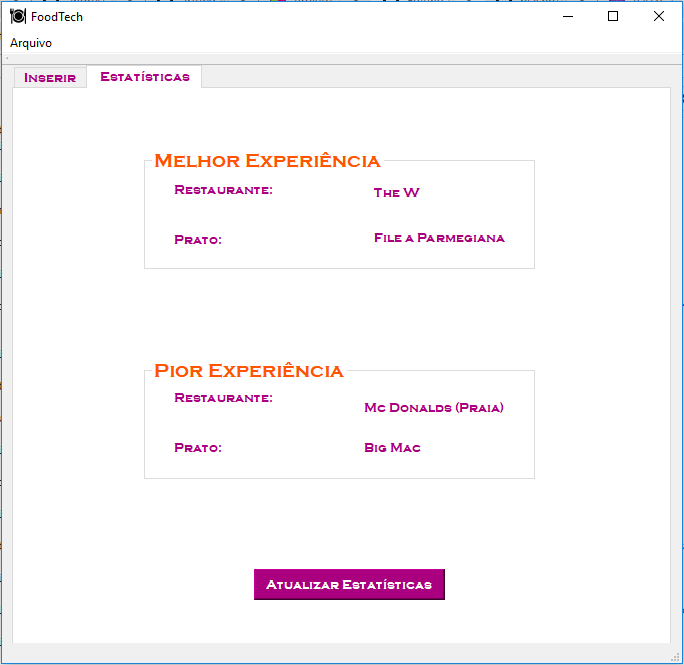 FoodTech
Arquivo
Inserir Estatísticas
Melhor Experiência
Restaurante: The W
Prato: File a Parmegiana
Pior Experiência
Restaurante: Mc Donalds (Praia)
Prato: Big Mac
Atualizar Estatísticas